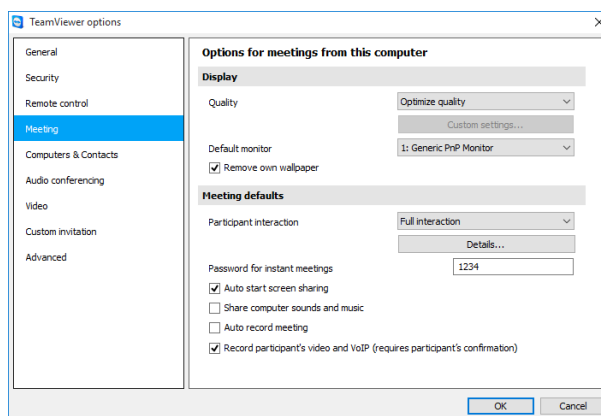 TeamViewer options
General
Security
Remote control
Meeting
Computers & Contacts
Audio conferencing
Video
Custom invitation
Advanced
Options for meetings from this computer
Display
Quality
Optimize quality
Custom settings...
Default monitor
1: Generic PnP Monitor
Remove own wallpaper
Meeting defaults
Participant interaction
Full interaction
Details...
Password for instant meetings
1234
Auto start screen sharing
Share computer sounds and music
Auto record meeting
Record participant's video and VoIP (requires participant's confirmation)
OK
Cancel